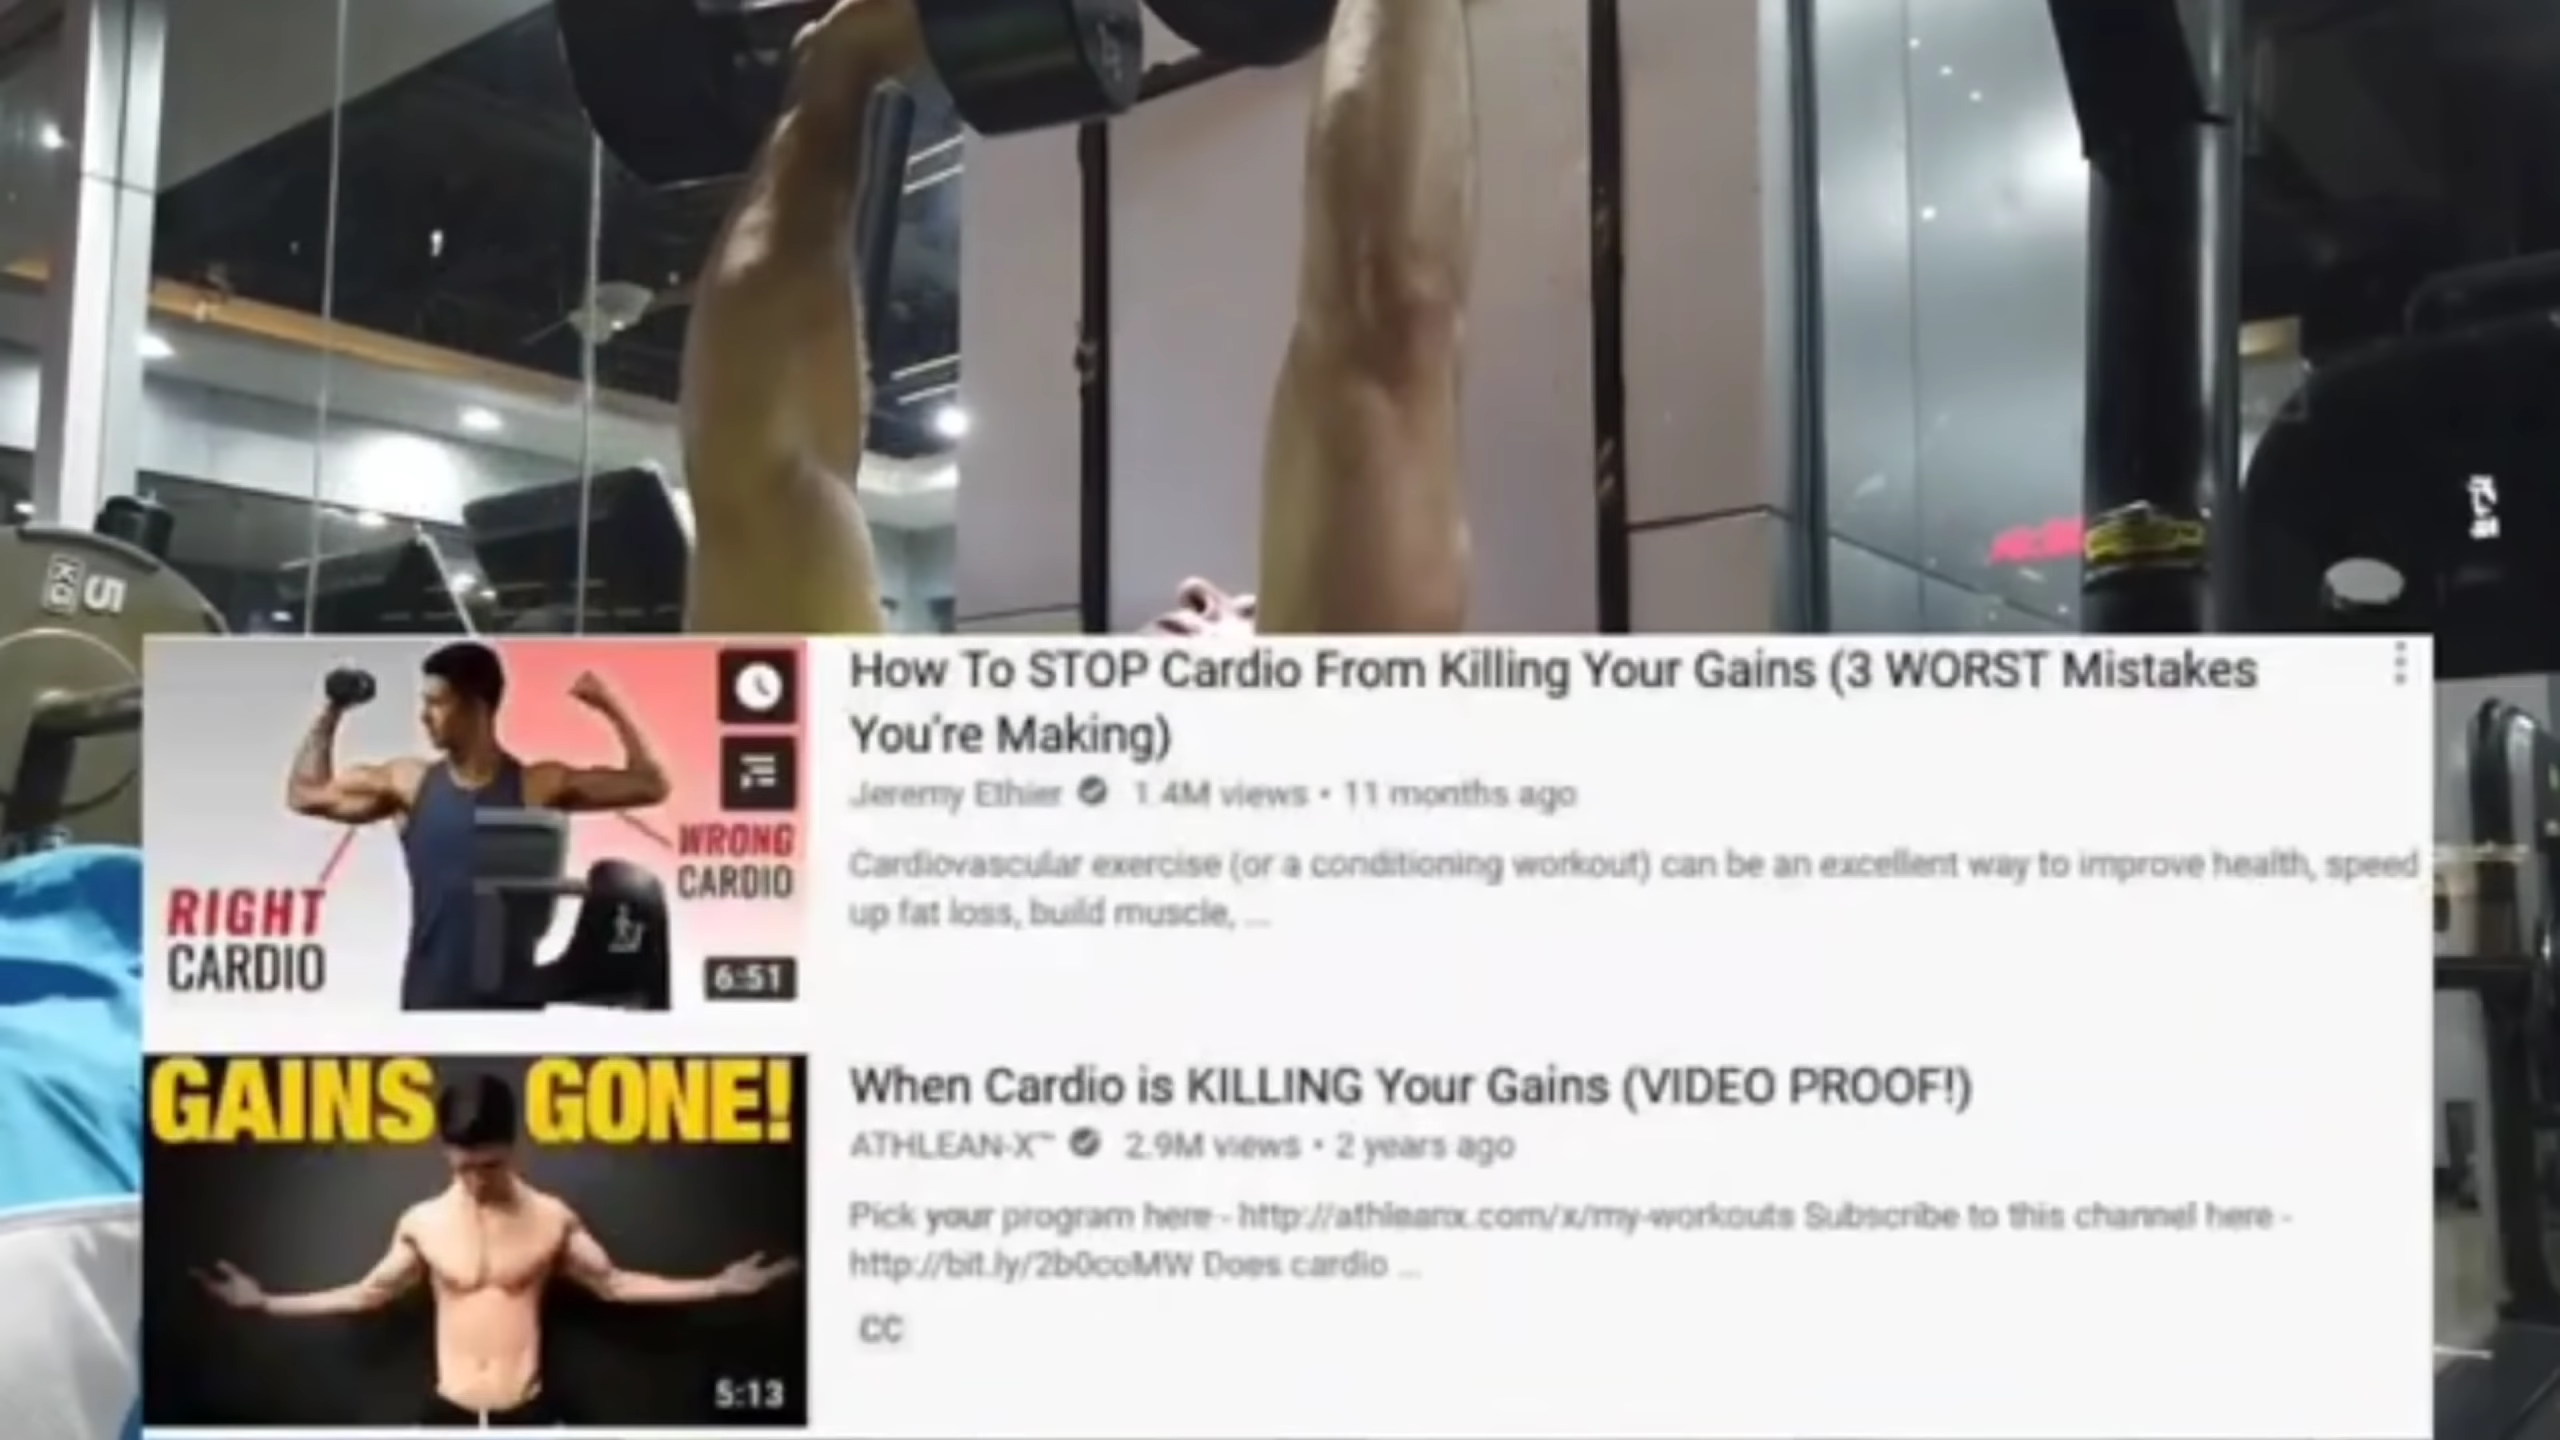 5
KG
How To STOP Cardio From Killing Your Gains (3 WORST Mistakes
You're Making)
Jeremy Ethier 1.4M views • 11 months ago
Cardiovascular exercise (or a conditioning workout) can be an excellent way to improve health, speed
up fat loss, build muscle, ...
WRONG
CARDIO
RIGHT
CARDIO
6:51
GAINS GONE!
When Cardio is KILLING Your Gains (VIDEO PROOF!)
ATHLEAN-X™ 2.9M views • 2 years ago
Pick your program here - http://athleanx.com/x/my-workouts Subscribe to this channel here -
http://bit.ly/2b0coMW Does cardio ...
CC
5:13